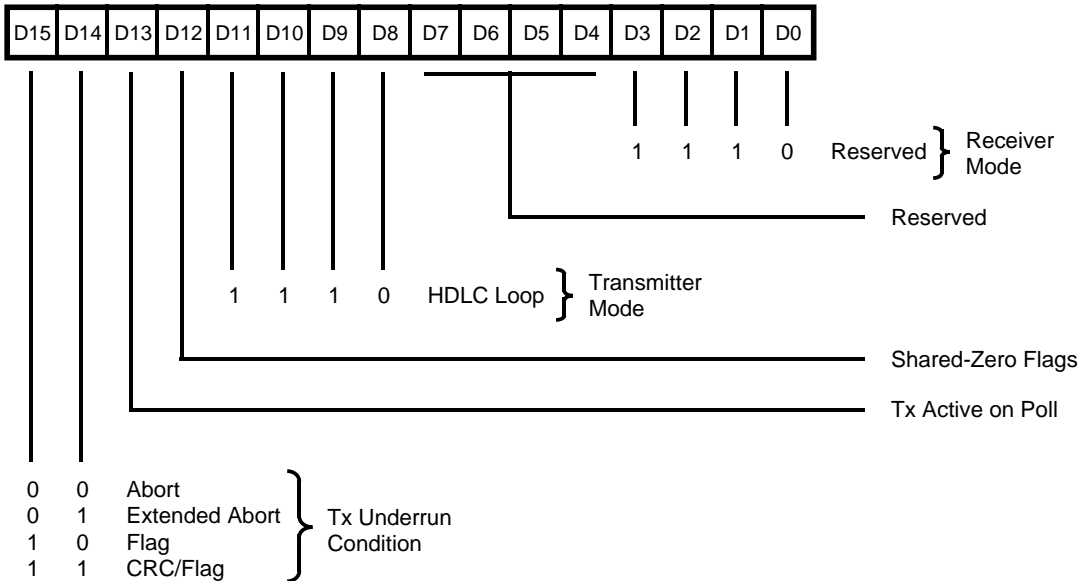 D15 D14 D13 D12 D11 D10 D9 D8 D7 D6 D5 D4 D3 D2 D1 D0
1 1 1 0 Reserved Receiver
Mode
Reserved
1 1 1 0 HDLC Loop Transmitter
Mode
Shared-Zero Flags
Tx Active on Poll
0 0 Abort
0 1 Extended Abort
1 0 Flag
1 1 CRC/Flag
Tx Underrun
Condition